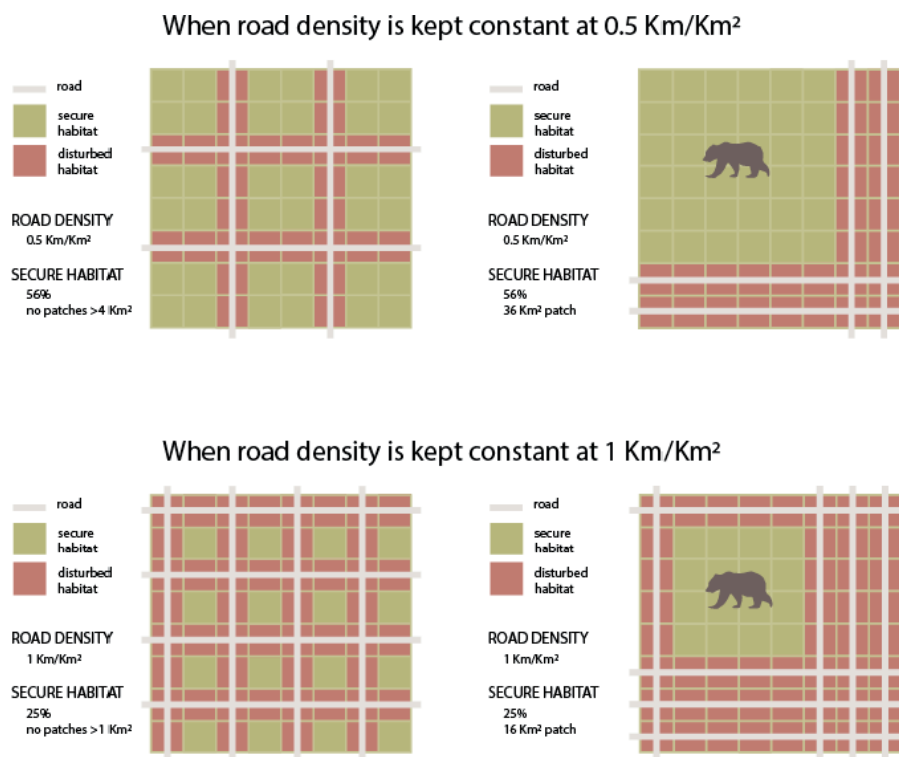 When road density is kept constant at 0.5 Km/Km²
road
secure
habitat
disturbed
habitat
ROAD DENSITY
0.5 Km/Km²
SECURE HABITAT
56%
no patches >4 Km²
road
secure
habitat
disturbed
habitat
ROAD DENSITY
0.5 Km/Km²
SECURE HABITAT
56%
36 Km² patch
When road density is kept constant at 1 Km/Km²
road
secure
habitat
disturbed
habitat
ROAD DENSITY
1 Km/Km²
SECURE HABITAT
25%
no patches >1 Km²
road
secure
habitat
disturbed
habitat
ROAD DENSITY
1 Km/Km²
SECURE HABITAT
25%
16 Km² patch